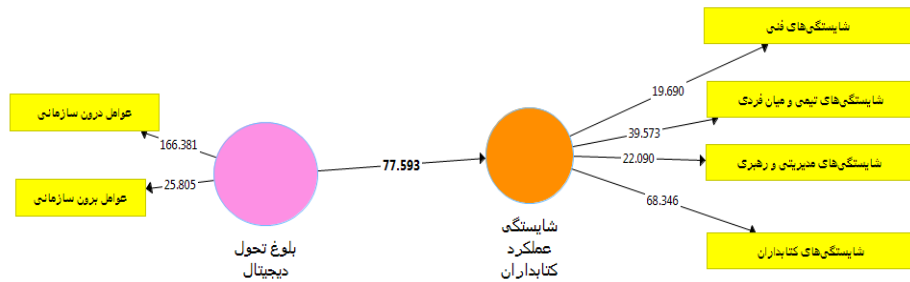 شایستگی‌های فنی
19.690
شایستگی‌های تیمی و میان فردی
39.573
عوامل درون سازمانی
166.381
77.593
22.090
شایستگی‌های مدیریتی و رهبری
25.805
عوامل برون سازمانی
68.346
شایستگی‌های کتابداران
بلوغ تحول
دیجیتال
شایستگی
عملکرد
کتابداران